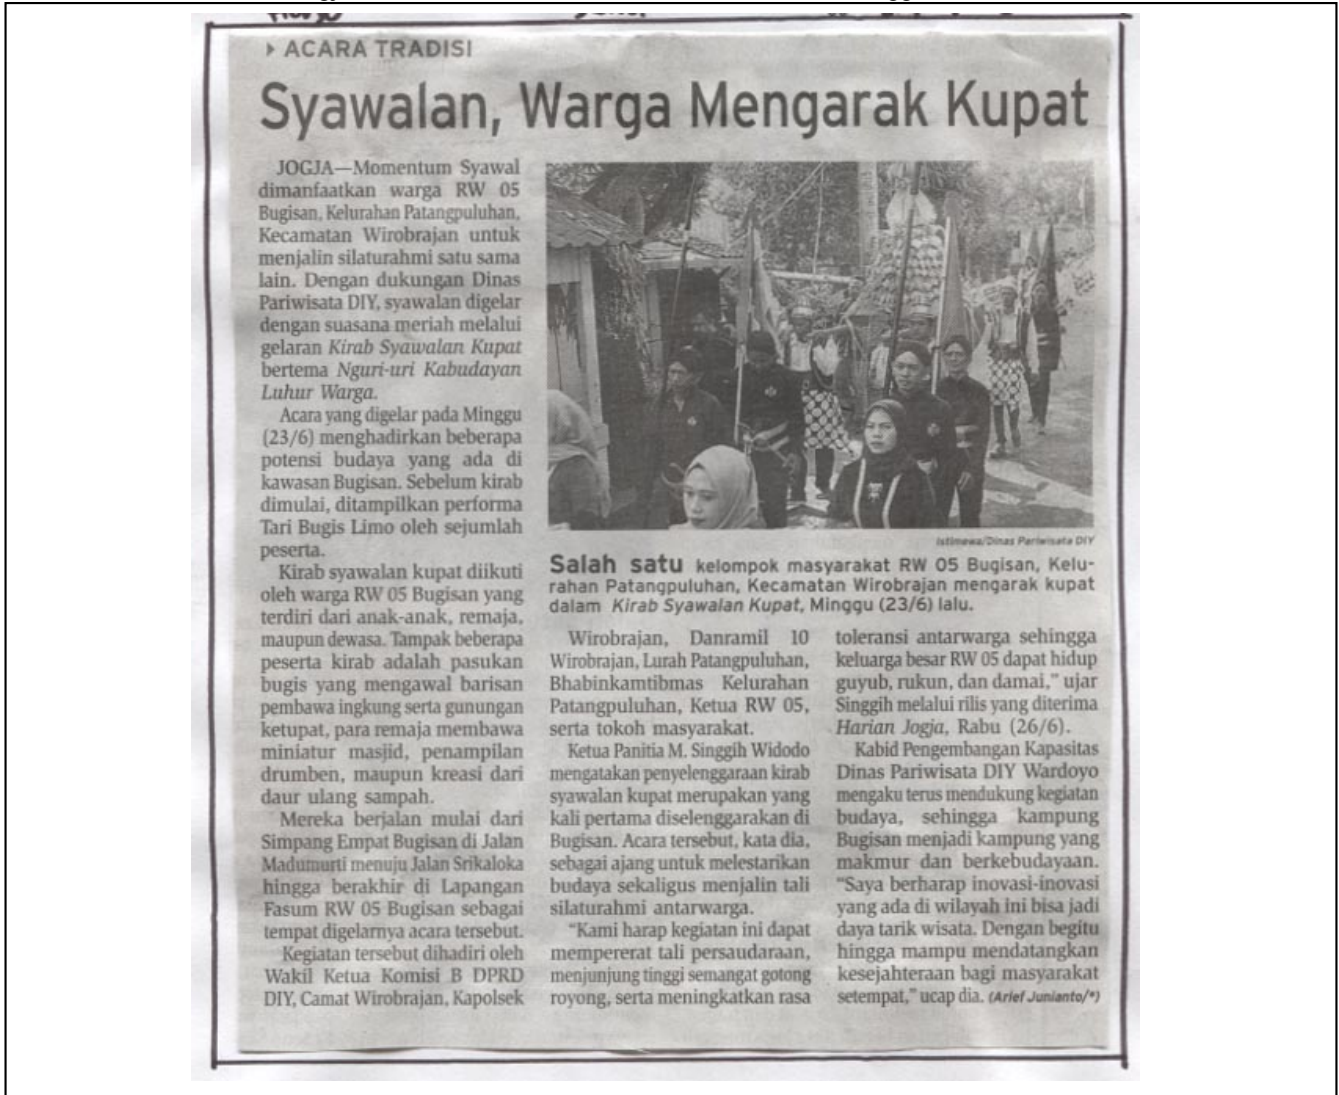 ACARA TRADISI
Syawalan, Warga Mengarak Kupat
JOGJA—Momentum Syawal
dimanfaatkan warga RW 05
Bugisan, Kelurahan Patangpuluhan,
Kecamatan Wirobrajan untuk
menjalin silaturahmi satu sama
lain. Dengan dukungan Dinas
Pariwisata DIY, syawalan digelar
dengan suasana meriah melalui
gelaran Kirab Syawalan Kupat
bertema Nguri-uri Kabudayan
Luhur Warga.
Acara yang digelar pada Minggu
(23/6) menghadirkan beberapa
potensi budaya yang ada di
kawasan Bugisan. Sebelum kirab
dimulai, ditampilkan performa
Tari Bugis Limo oleh sejumlah
peserta.
Kirab syawalan kupat diikuti
oleh warga RW 05 Bugisan yang
terdiri dari anak-anak, remaja,
maupun dewasa. Tampak beberapa
peserta kirab adalah pasukan
bugis yang mengawal barisan
pembawa ingkung serta gunungan
ketupat, para remaja membawa
miniatur masjid, penampilan
drumben, maupun kreasi dari
daur ulang sampah.
Mereka berjalan mulai dari
Simpang Empat Bugisan di Jalan
Madumurti menuju Jalan Srikaloka
hingga berakhir di Lapangan
Fasum RW 05 Bugisan sebagai
tempat digelarnya acara tersebut.
Kegiatan tersebut dihadiri oleh
Wakil Ketua Komisi B DPRD
DIY, Camat Wirobrajan, Kapolsek
Istimewa/Dinas Pariwisata DIY
Salah satu kelompok masyarakat RW 05 Bugisan, Kelu-
rahan Patangpuluhan, Kecamatan Wirobrajan mengarak kupat
dalam Kirab Syawalan Kupat, Minggu (23/6) lalu.
Wirobrajan, Danramil 10
Wirobrajan, Lurah Patangpuluhan,
Bhabinkamtibmas Kelurahan
Patangpuluhan, Ketua RW 05,
serta tokoh masyarakat.
Ketua Panitia M. Singgih Widodo
mengatakan penyelenggaraan kirab
syawalan kupat merupakan yang
kali pertama diselenggarakan di
Bugisan. Acara tersebut, kata dia,
sebagai ajang untuk melestarikan
budaya sekaligus menjalin tali
silaturahmi antarwarga.
“Kami harap kegiatan ini dapat
mempererat tali persaudaraan,
menjunjung tinggi semangat gotong
royong, serta meningkatkan rasa
toleransi antarwarga sehingga
keluarga besar RW 05 dapat hidup
guyub, rukun, dan damai,” ujar
Singgih melalui rilis yang diterima
Harian Jogja, Rabu (26/6).
Kabid Pengembangan Kapasitas
Dinas Pariwisata DIY Wardoyo
mengaku terus mendukung kegiatan
budaya, sehingga kampung
Bugisan menjadi kampung yang
makmur dan berkebudayaan.
“Saya berharap inovasi-inovasi
yang ada di wilayah ini bisa jadi
daya tarik wisata. Dengan begitu
hingga mampu mendatangkan
kesejahteraan bagi masyarakat
setempat,” ucap dia. (Arief Junianto/*)